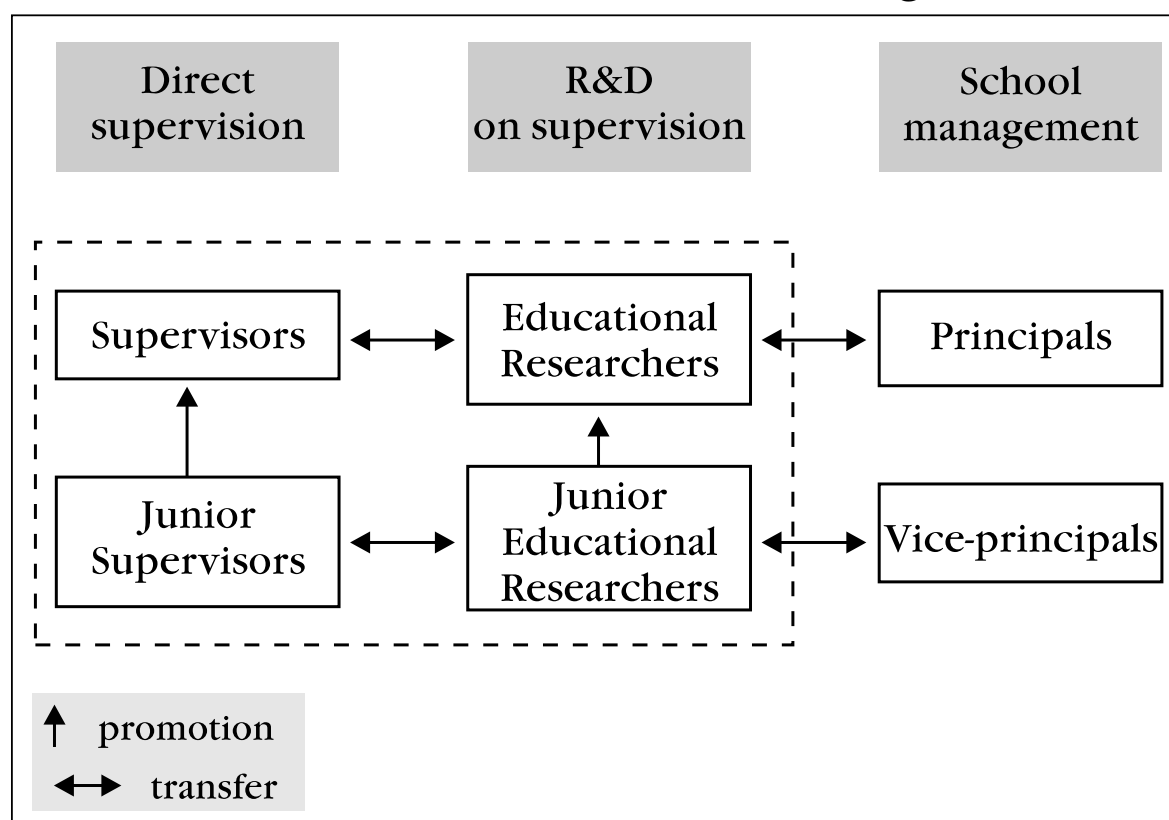 Direct
supervision
R&D
on supervision
School
management
Supervisors
Educational
Researchers
Principals
Junior
Supervisors
Junior
Educational
Researchers
Vice-principals
promotion
transfer